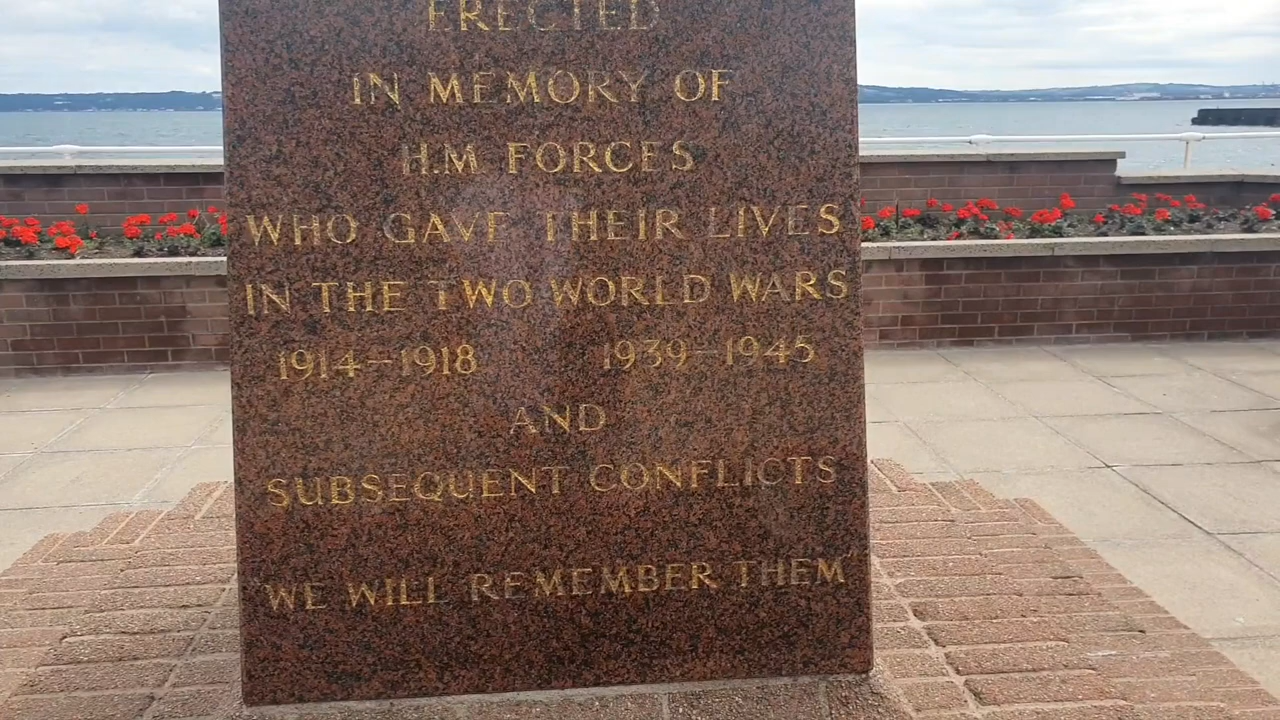 ERECTED
IN MEMORY OF
H.M FORCES
WHO GAVE THEIR LIVES
IN THE TWO WORLD WARS
1914-1918 1939-1945
AND
SUBSEQUENT CONFLICTS
"WE WILL REMEMBER THEM"